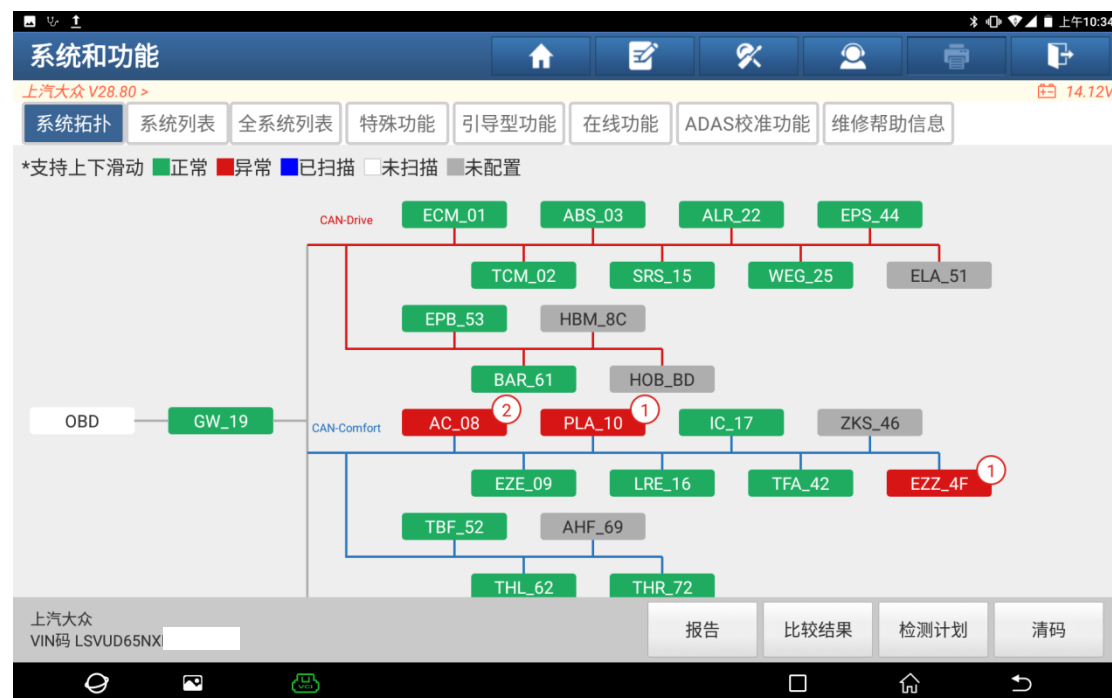 上午10:34
系统和功能
上汽大众 V28.80 >
14.12V
系统拓扑 系统列表 全系统列表 特殊功能 引导型功能 在线功能 ADAS校准功能 维修帮助信息
*支持上下滑动 正常 异常 已扫描 未扫描 未配置
CAN-Drive ECM_01 ABS_03 ALR_22 EPS_44
TCM_02 SRS_15 WEG_25 ELA_51
EPB_53 HBM_8C
BAR_61 HOB_BD
OBD GW_19 CAN-Comfort AC_08 2 PLA_10 1 IC_17 ZKS_46
EZE_09 LRE_16 TFA_42 EZZ_4F 1
TBF_52 AHF_69
THL_62 THR_72
上汽大众
VIN码 LSVUD65NX
报告 比较结果 检测计划 清码
VCI